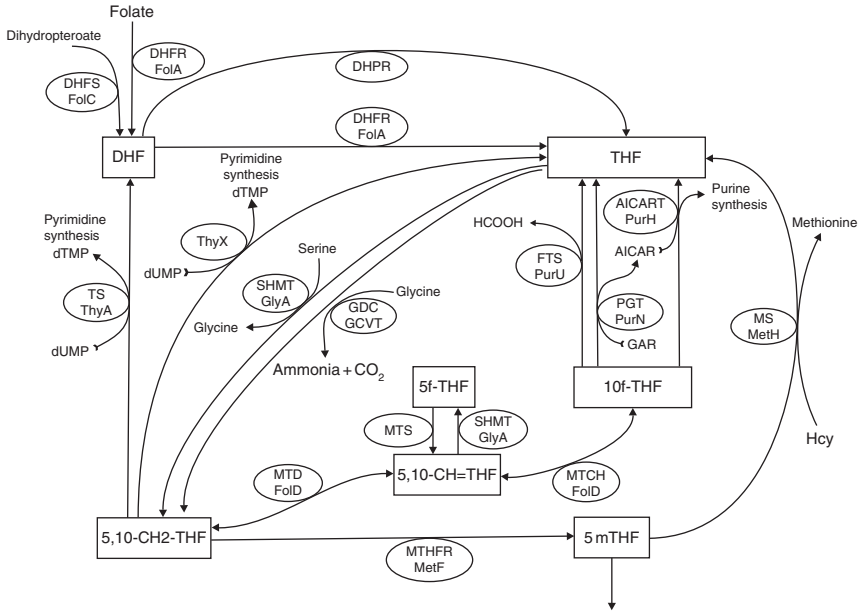 Folate
Dihydropteroate
DHFR
FolA
DHPR
DHFS
FolC
DHFR
FolA
DHF
THF
Pyrimidine
synthesis
dTMP
AICART
PurH
Purine
synthesis
Pyrimidine
synthesis
dTMP
HCOOH
Methionine
ThyX
Serine
AICAR
FTS
PurU
dUMP
SHMT
GlyA
Glycine
TS
ThyA
GDC
GCVT
PGT
PurN
Glycine
MS
MetH
dUMP
GAR
Ammonia + CO2
5f-THF
10f-THF
MTS
SHMT
GlyA
Hcy
MTD
FolD
5,10-CH=THF
MTCH
FolD
5,10-CH2-THF
5 mTHF
MTHFR
MetF